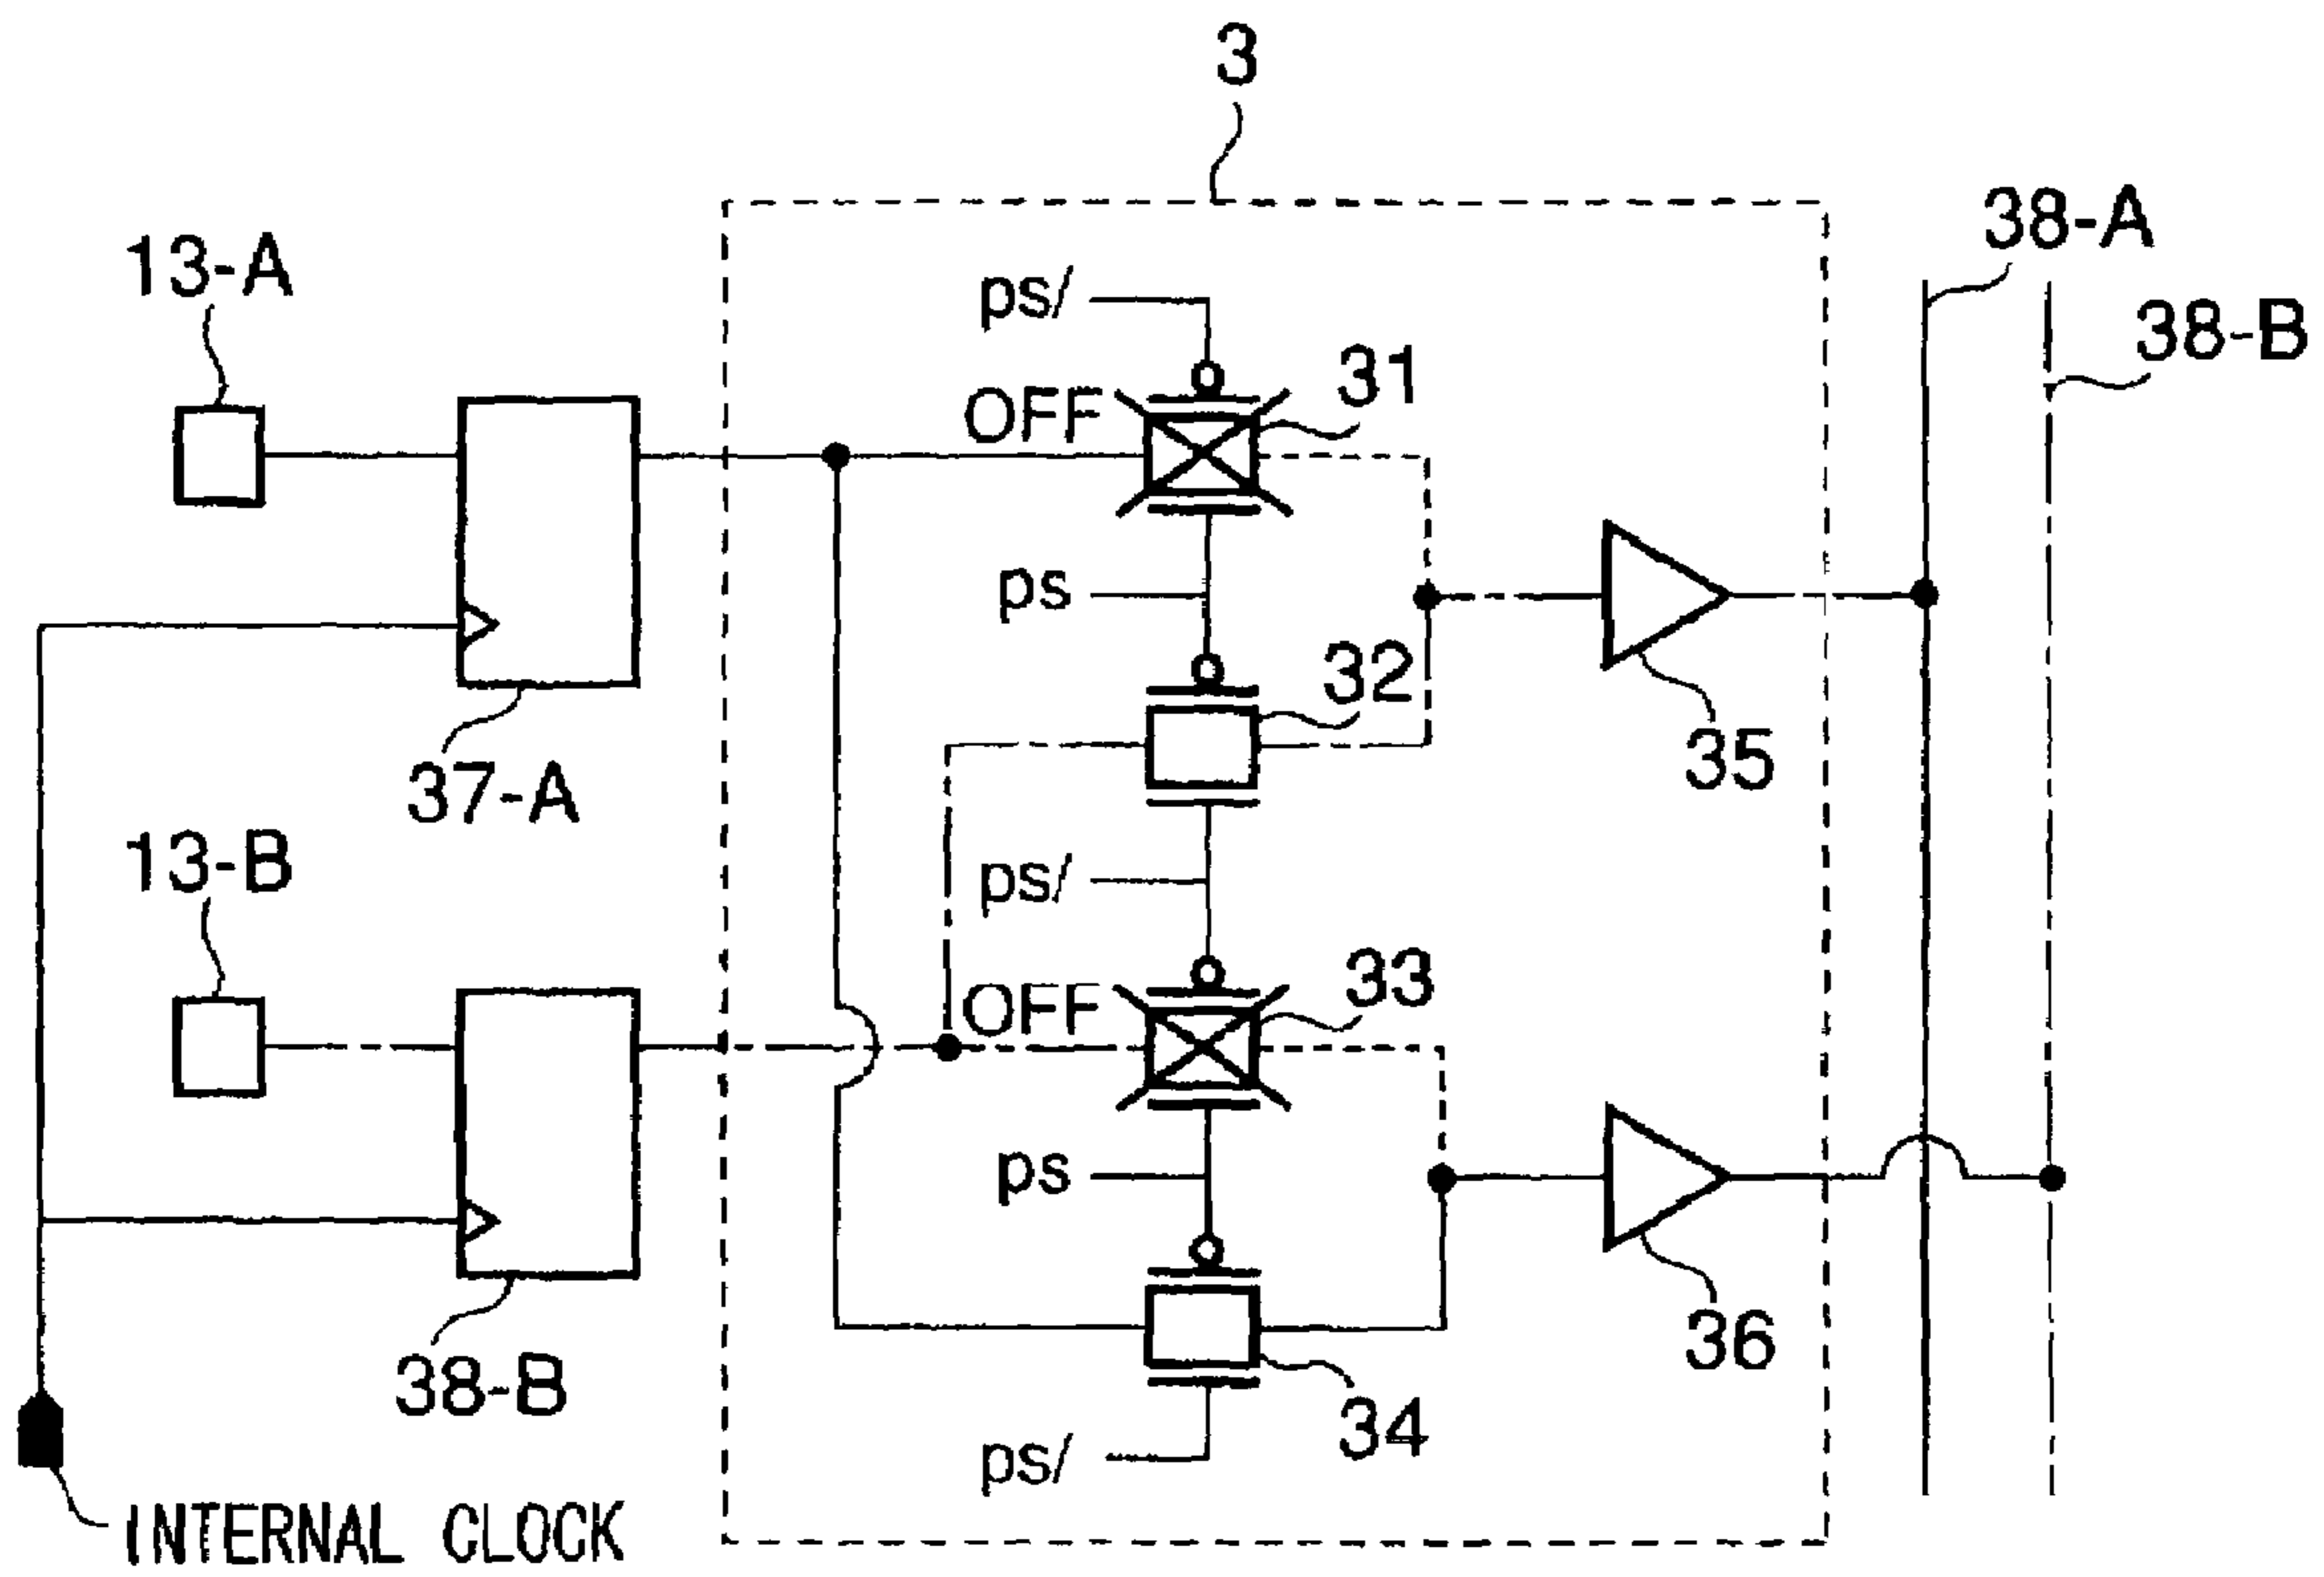 3
38-A
13-A
ps/
38-B
31
OFF
ps
32
35
37-A
13-B
ps/
33
OFF
ps
36
38-B
34
ps/
INTERNAL CLOCK